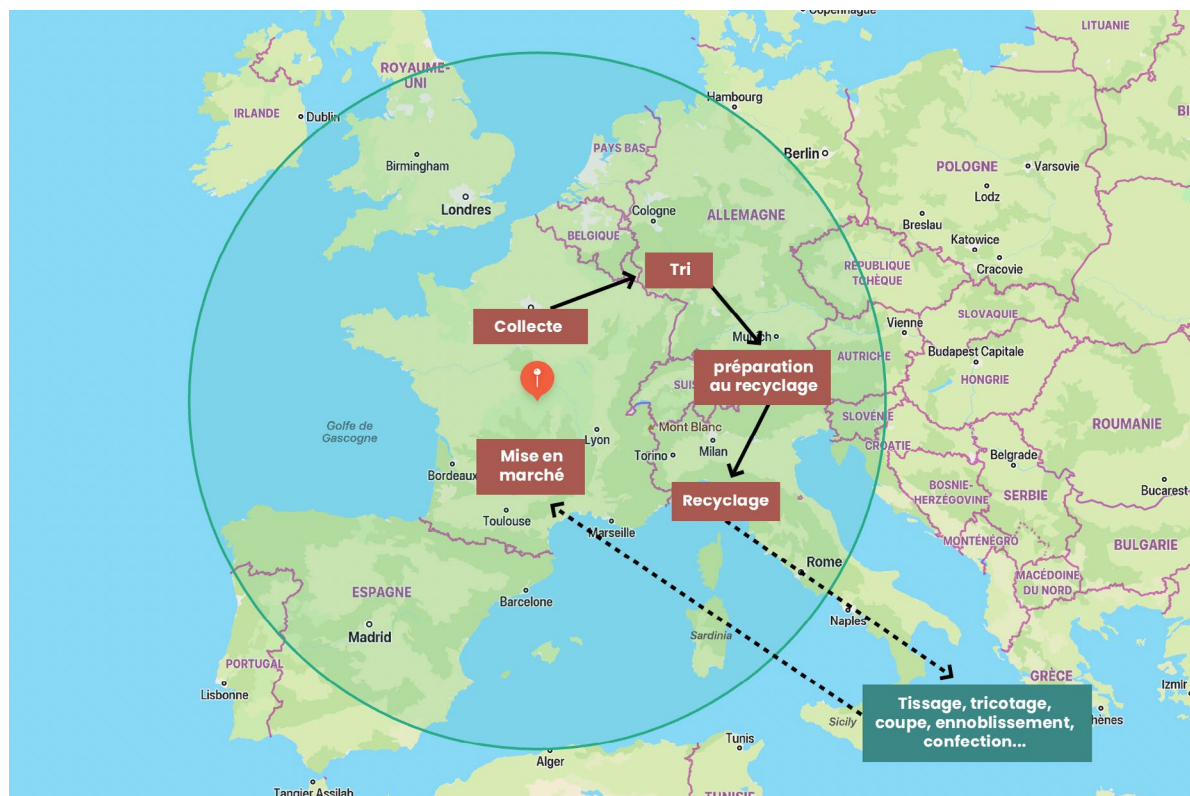 Copenhague
LITUANIE
ROYAUME-
UNI
Hambourg
IRLANDE
Dublin
PAYS BAS
Birmingham
Berlin
POLOGNE
Varsovie
Londres
Lodz
Cologne
ALLEMAGNE
Breslau
BELGIQUE
Katowice
Cracovie
Tri
RÉPUBLIQUE
TCHÈQUE
Collecte
SLOVAQUIE
Vienne
Munich
AUTRICHE
Budapest Capitale
préparation
au recyclage
HONGRIE
SUIS
SLOVÉNIE
Mont Blanc
ROUMANIE
Golfe de
Gascogne
Lyon
Milan
CROATIE
Torino
Mise en
marché
Belgrade
Bordeaux
BOSNIE-
HERZÉGOVINE
SERBIE
Bucarest
Recyclage
Toulouse
Marseille
MONTÉNÉGRO
BULGARIE
Rome
MACÉDOINE
DU NORD
ESPAGNE
Barcelone
Naples
Madrid
Sardinia
PORTUGAL
GRÈCE
Lisbonne
Izmir
Tissage, tricotage,
coupe, ennoblissement,
confection...
Sicily
hènes
Tunis
Alger
Tanger Assilah
TUNISIE